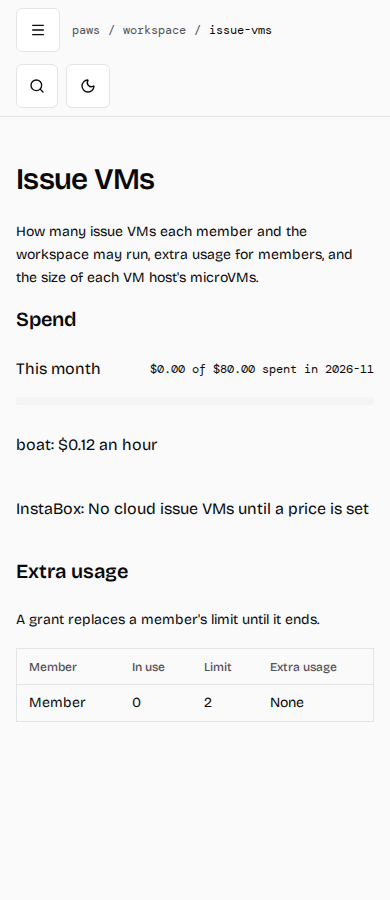 paws / workspace / issue-vms
Issue VMs
How many issue VMs each member and the
workspace may run, extra usage for members, and
the size of each VM host's microVMs.
Spend
This month $0.00 of $80.00 spent in 2026-11
boat: $0.12 an hour
InstaBox: No cloud issue VMs until a price is set
Extra usage
A grant replaces a member's limit until it ends.
Member In use Limit Extra usage
Member 0 2 None